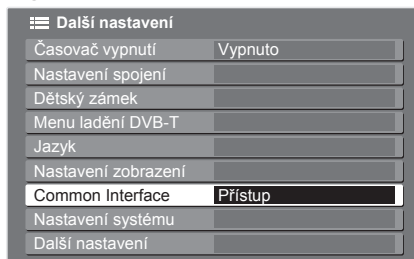 Další nastavení
Časovač vypnutí Vypnuto
Nastavení spojení
Dětský zámek
Menu ladění DVB-T
Jazyk
Nastavení zobrazení
Common Interface Přístup
Nastavení systému
Další nastavení